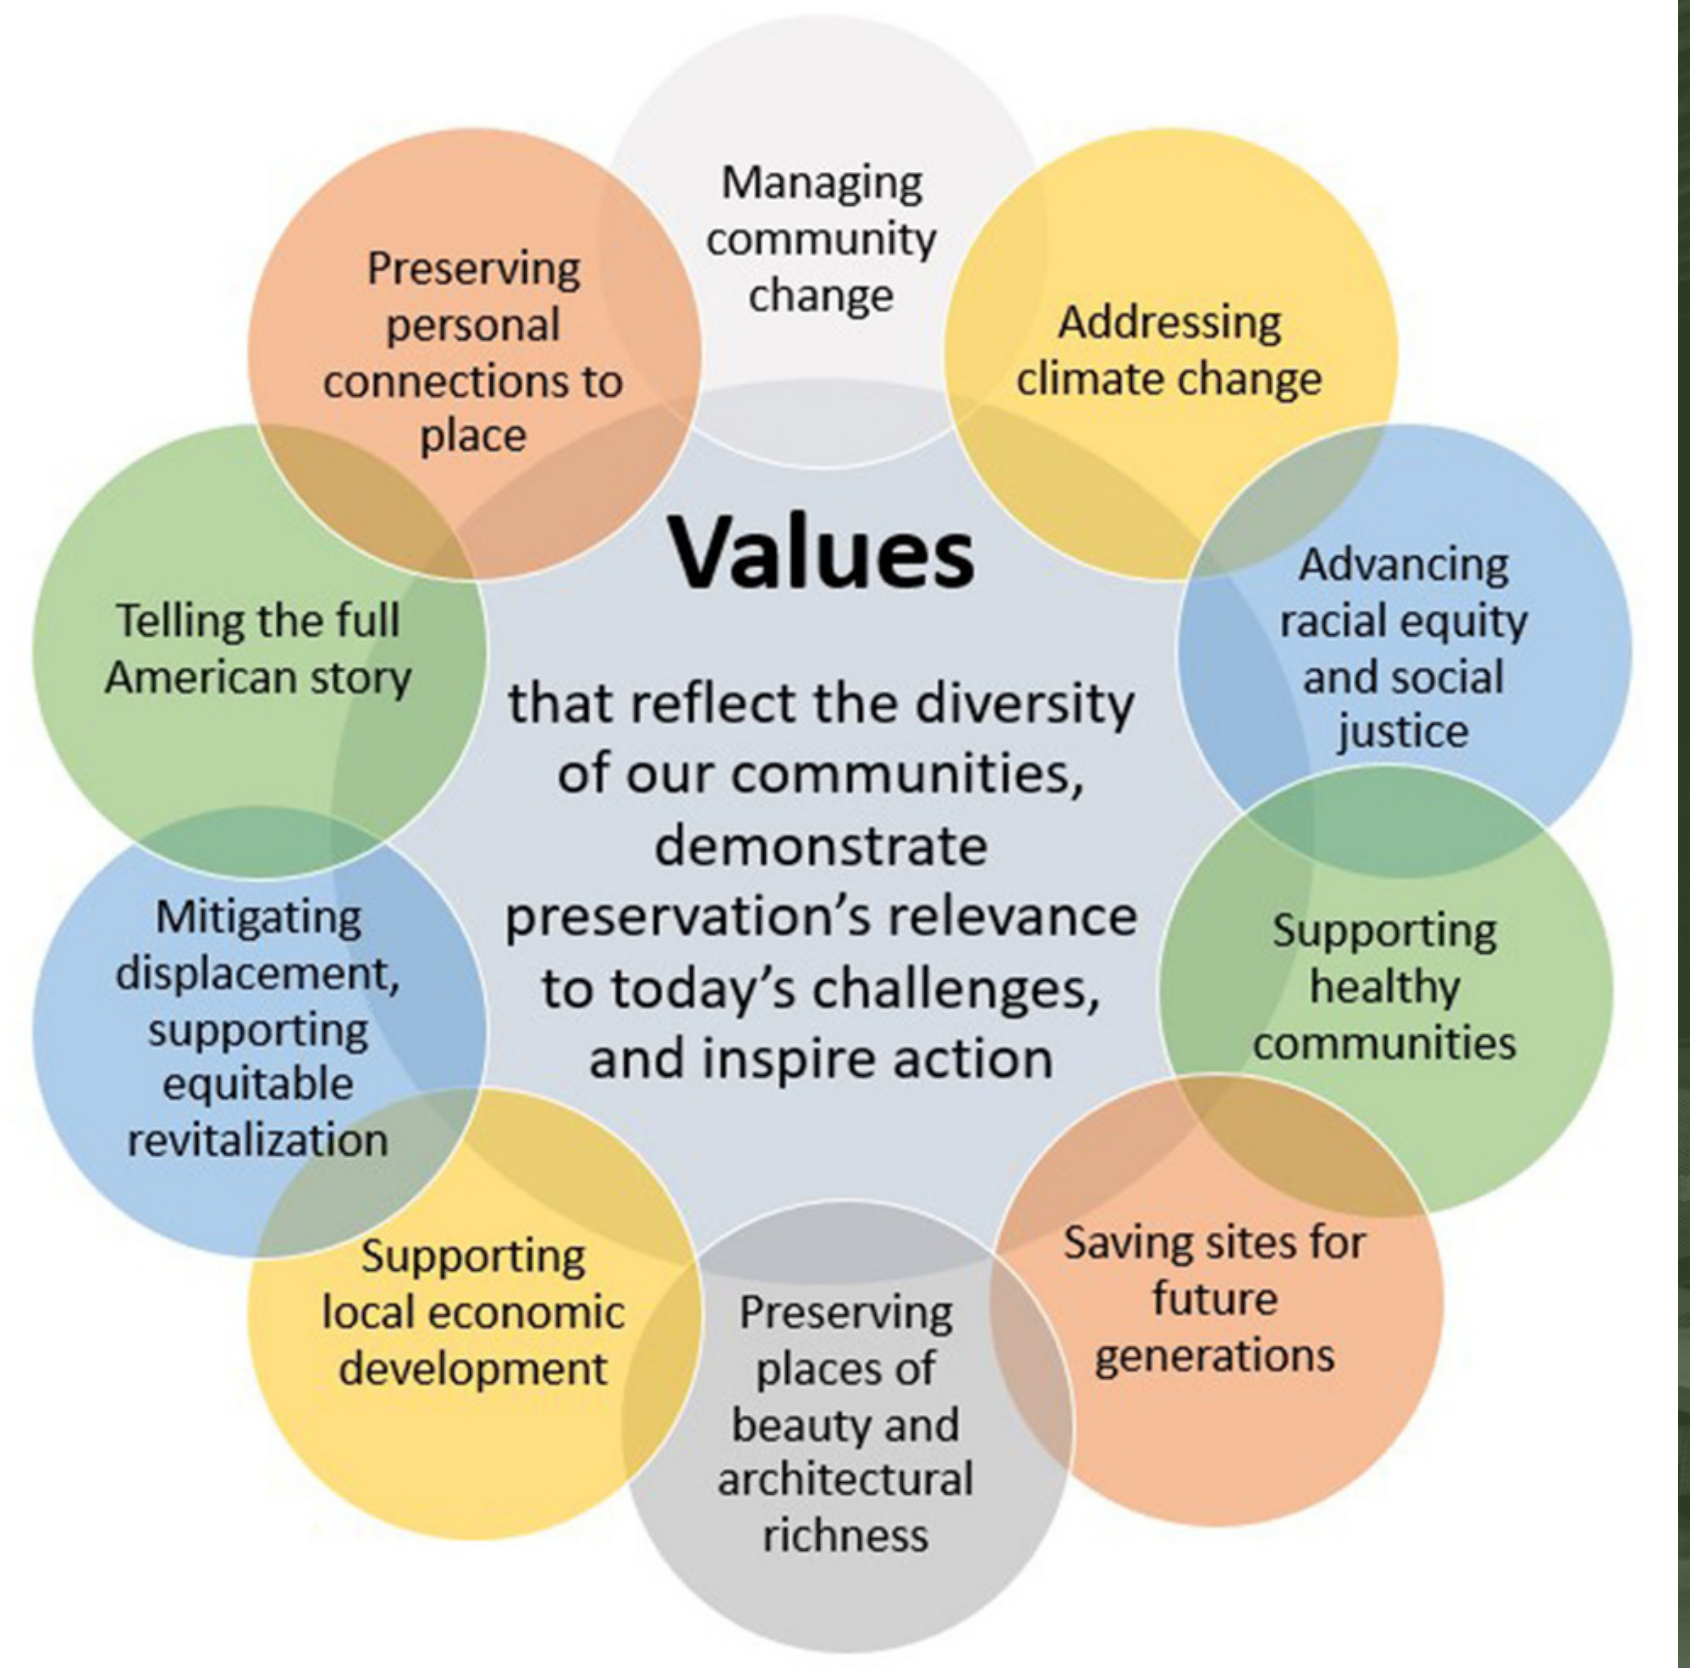 Managing
community
change
Addressing
climate change
Advancing
racial equity
and social
justice
Supporting
healthy
communities
Saving sites for
future
generations
Preserving
places of
beauty and
architectural
richness
Supporting
local economic
development
Mitigating
displacement,
supporting
equitable
revitalization
Telling the full
American story
Preserving
personal
connections to
place
Values
that reflect the diversity
of our communities,
demonstrate
preservation’s relevance
to today’s challenges,
and inspire action